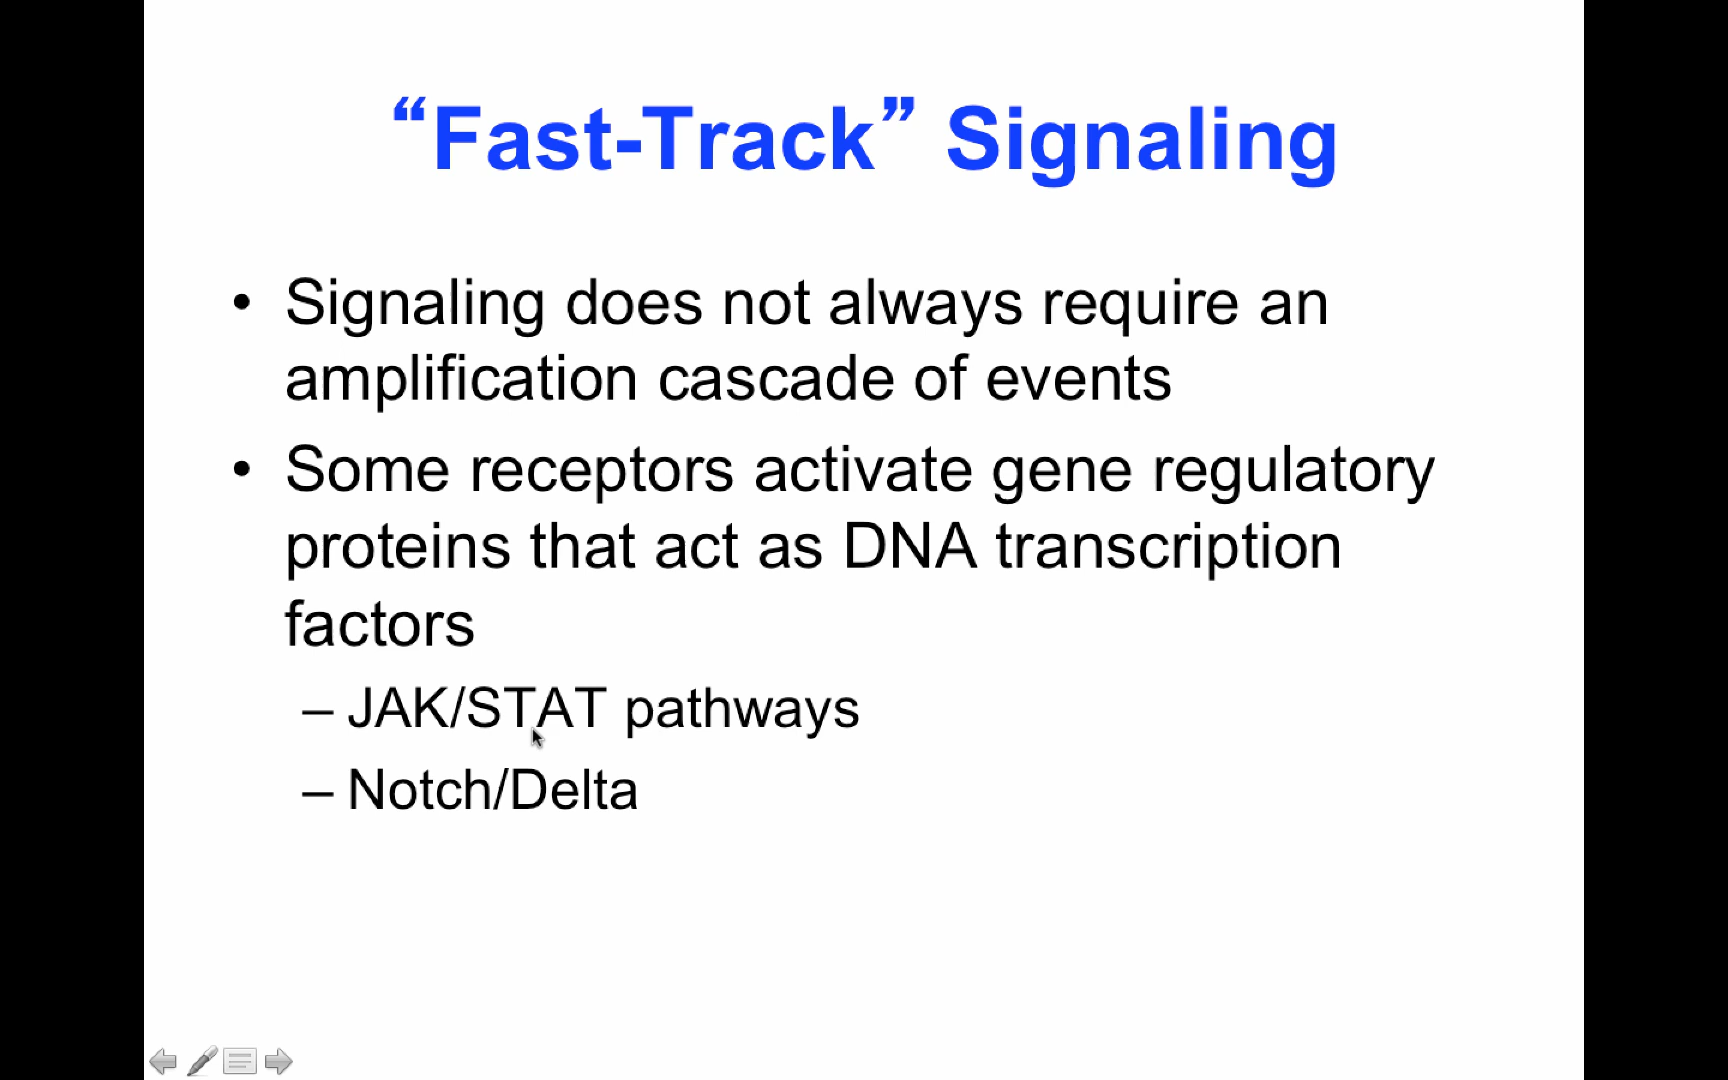 “Fast-Track” Signaling
• Signaling does not always require an
amplification cascade of events
• Some receptors activate gene regulatory
proteins that act as DNA transcription
factors
– JAK/STAT pathways
– Notch/Delta